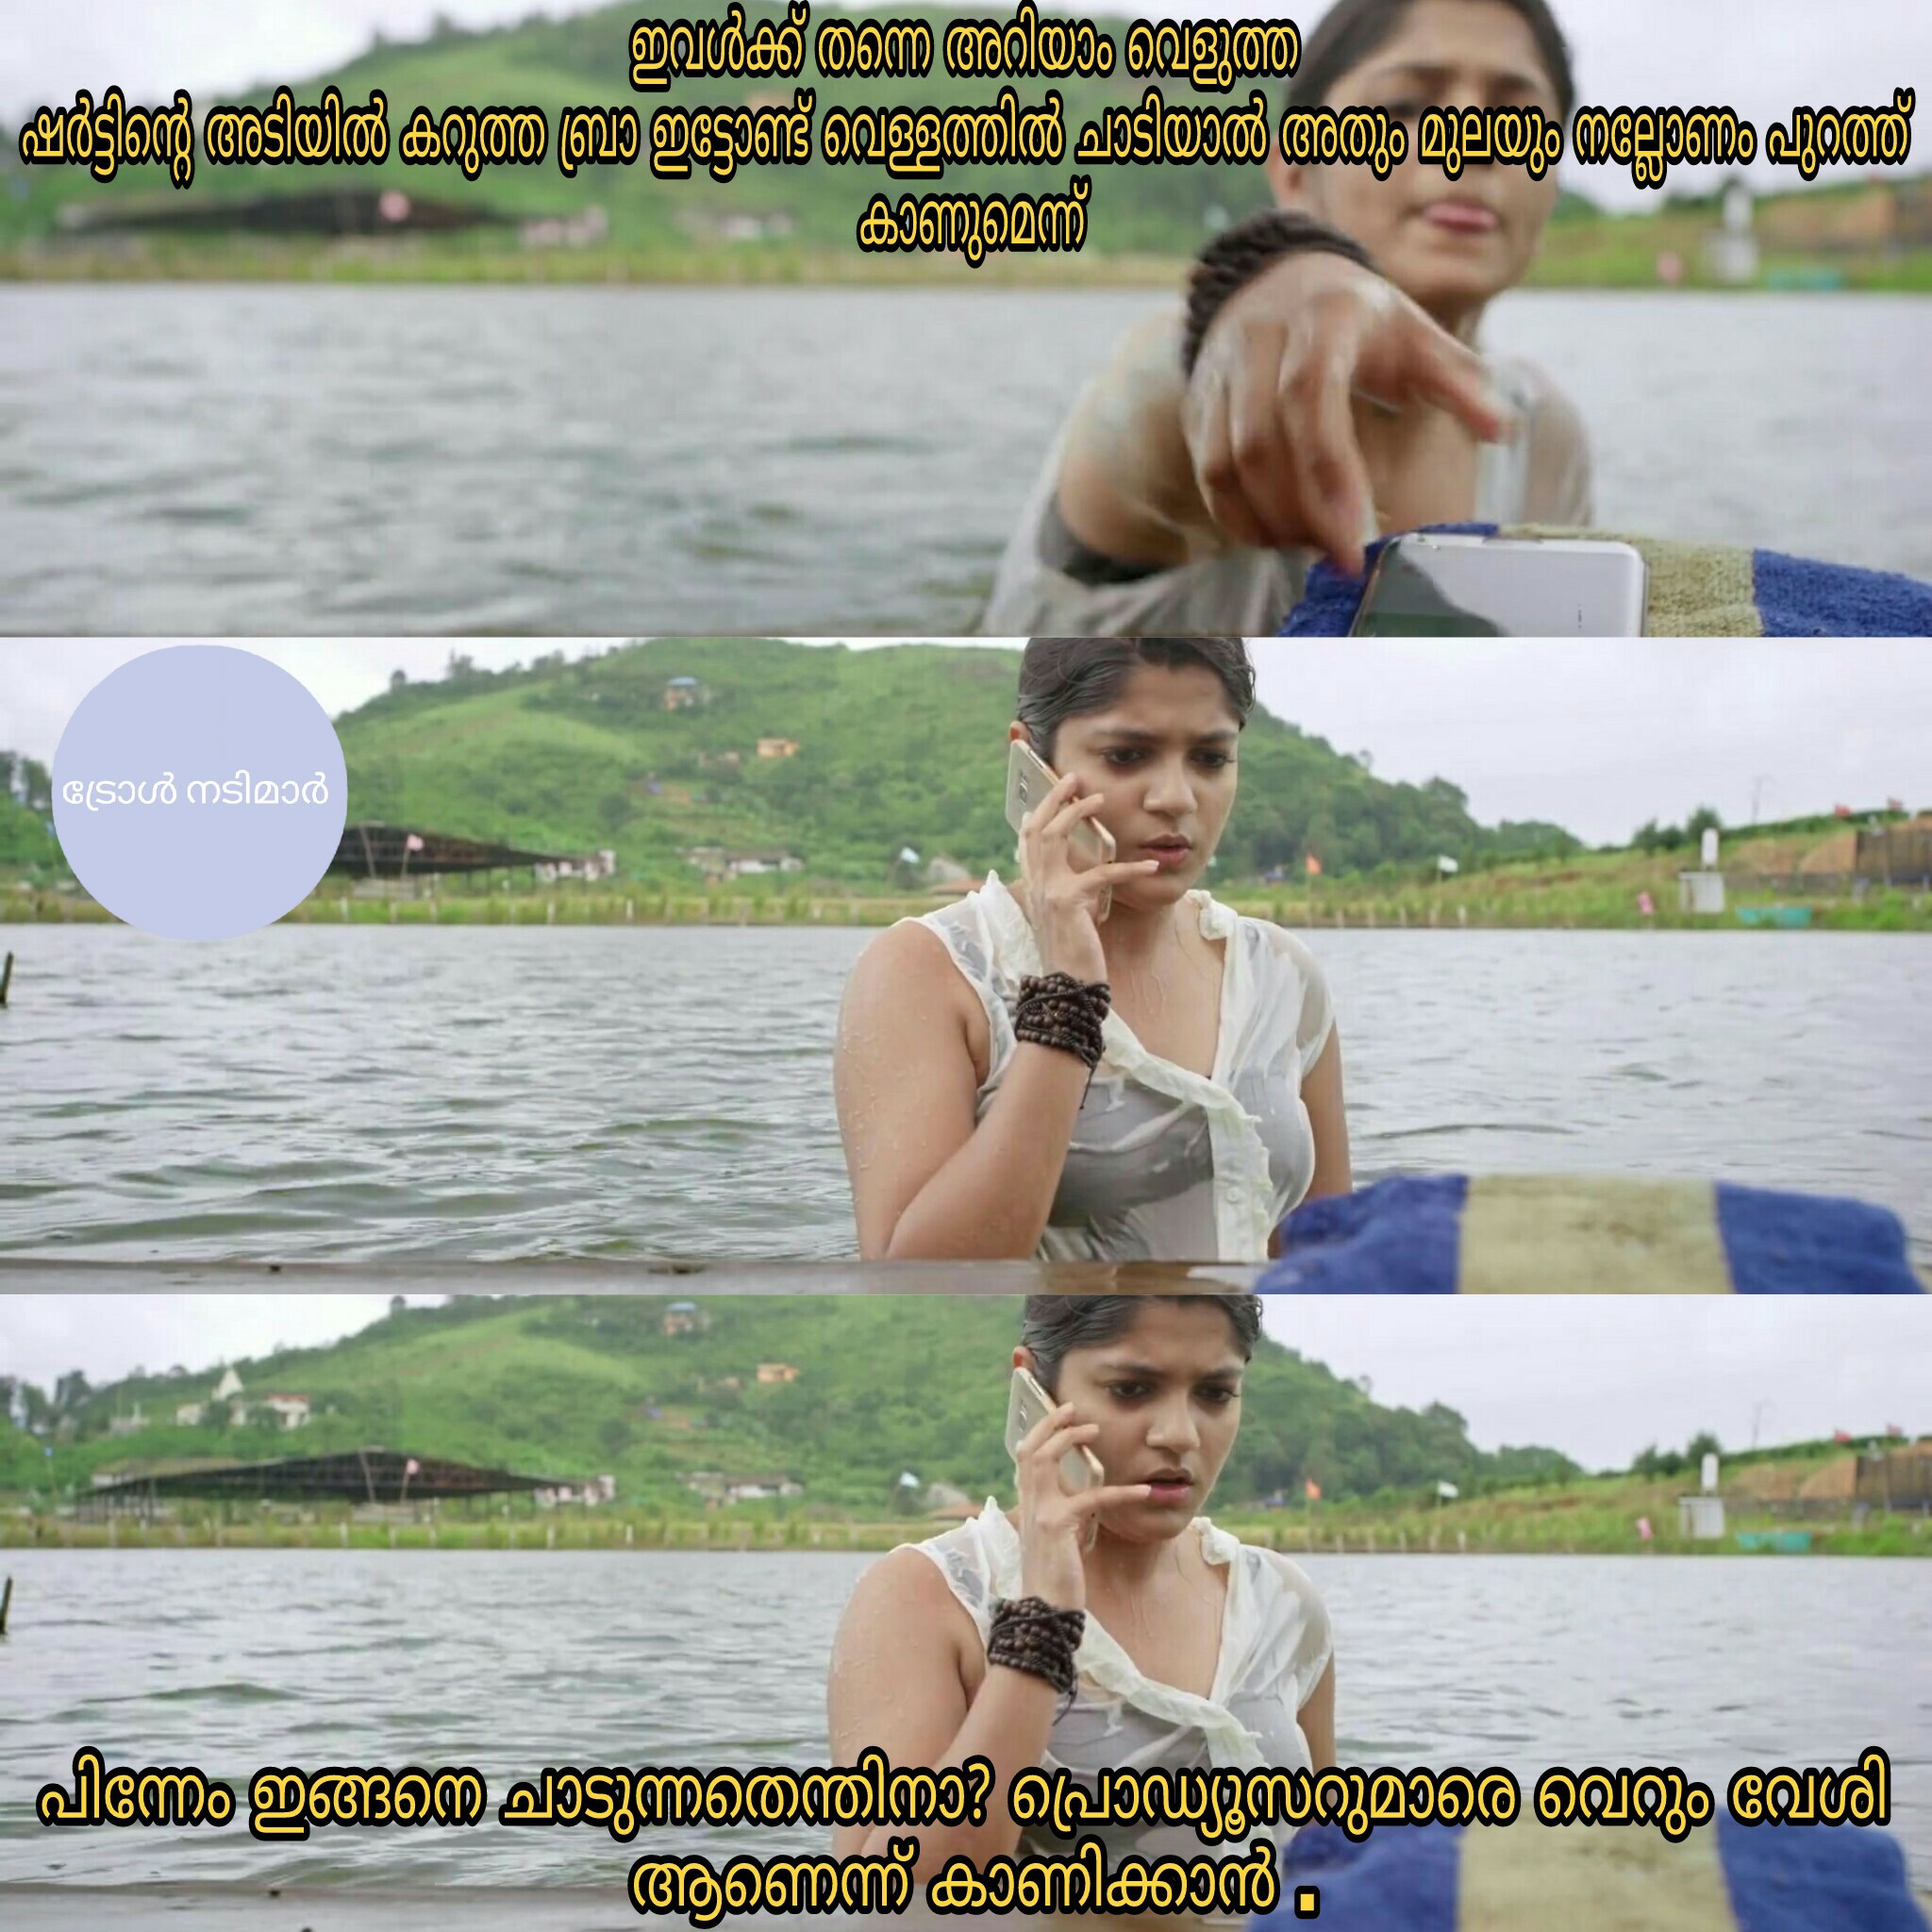 ഇവൾക്ക് തന്നെ അറിയാം വെളുത്ത
ഷർട്ടിന്റെ അടിയിൽ കറുത്ത ബ്രാ ഇട്ടോണ്ട് വെള്ളത്തിൽ ചാടിയാൽ അതും മുലയും നല്ലോണം പുറത്ത്
കാണുമെന്ന്
ട്രോൾ നടിമാർ
പിന്നേം ഇങ്ങനെ ചാടുന്നതെന്തിനാ? പ്രൊഡ്യൂസറുമാരെ വെറും വേശി
ആണെന്ന് കാണിക്കാൻ .